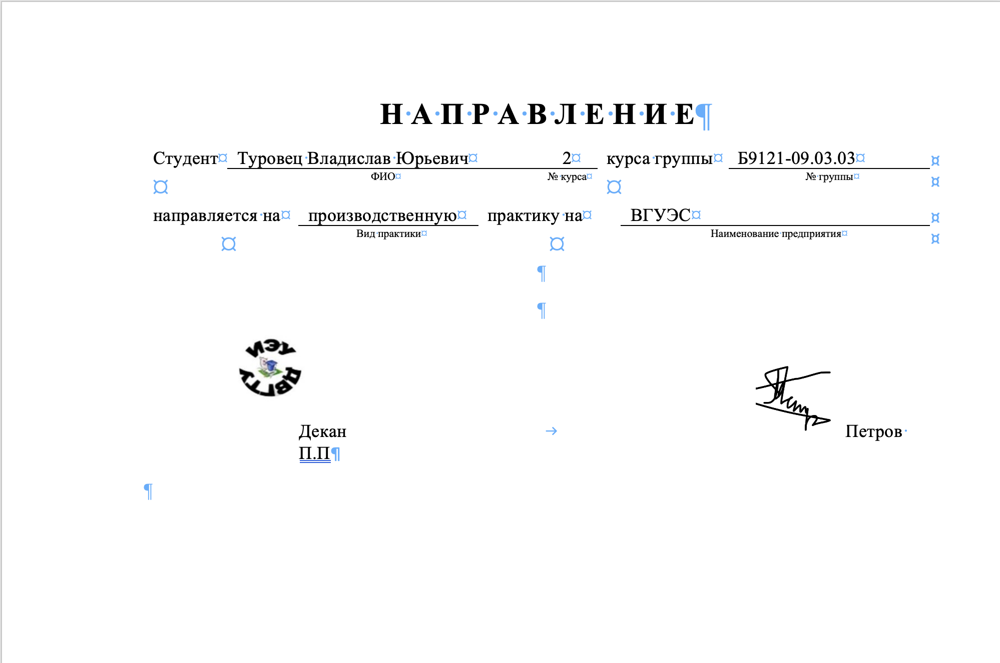 Н А П Р А В Л Е Н И Е
Студент Туровец Владислав Юрьевич 2 курса группы Б9121-09.03.03
ФИО № курса № группы
направляется на производственную практику на ВГУЭС
Вид практики Наименование предприятия
ИЭУ
ДВГТУ
Декан Петров
П.П